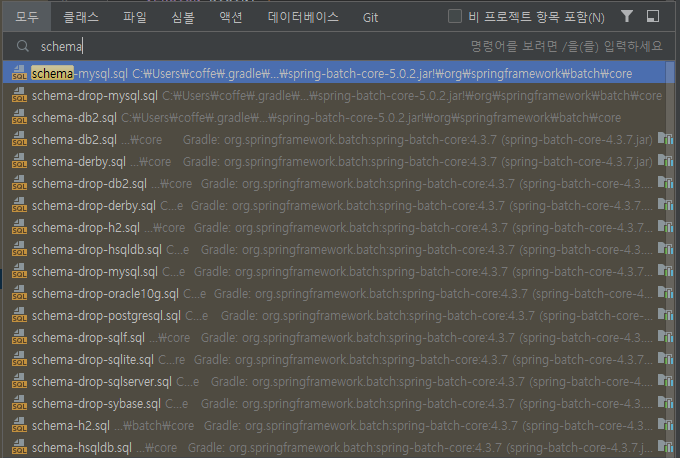 모두 클래스 파일 심볼 액션 데이터베이스 Git 비 프로젝트 항목 포함(N)
schema 명령어를 보려면 /을(를) 입력하세요
schema-mysql.sql C:₩Users₩coffe₩.gradle₩...₩spring-batch-core-5.0.2.jar!₩org₩springframework₩batch₩core
schema-drop-mysql.sql C:₩Users₩coffe₩.gradle₩...₩spring-batch-core-5.0.2.jar!₩org₩springframework₩batch₩core
schema-db2.sql C:₩Users₩coffe₩.gradle₩...₩spring-batch-core-5.0.2.jar!₩org₩springframework₩batch₩core
schema-db2.sql ...₩core Gradle: org.springframework.batch:spring-batch-core:4.3.7 (spring-batch-core-4.3.7.jar)
schema-derby.sql ...₩core Gradle: org.springframework.batch:spring-batch-core:4.3.7 (spring-batch-core-4.3.7.jar)
schema-drop-db2.sql ...₩core Gradle: org.springframework.batch:spring-batch-core:4.3.7 (spring-batch-core-4.3....
schema-drop-derby.sql C...e Gradle: org.springframework.batch:spring-batch-core:4.3.7 (spring-batch-core-4.3....
schema-drop-h2.sql ...₩core Gradle: org.springframework.batch:spring-batch-core:4.3.7 (spring-batch-core-4.3....
schema-drop-hsqldb.sql C...e Gradle: org.springframework.batch:spring-batch-core:4.3.7 (spring-batch-core-4.3....
schema-drop-mysql.sql C...e Gradle: org.springframework.batch:spring-batch-core:4.3.7 (spring-batch-core-4.3....
schema-drop-oracle10g.sql C...e Gradle: org.springframework.batch:spring-batch-core:4.3.7 (spring-batch-core-4....
schema-drop-postgresql.sql C...e Gradle: org.springframework.batch:spring-batch-core:4.3.7 (spring-batch-core-4....
schema-drop-sqlf.sql ...₩core Gradle: org.springframework.batch:spring-batch-core:4.3.7 (spring-batch-core-4.3....
schema-drop-sqlite.sql C...re Gradle: org.springframework.batch:spring-batch-core:4.3.7 (spring-batch-core-4.3....
schema-drop-sqlserver.sql C...e Gradle: org.springframework.batch:spring-batch-core:4.3.7 (spring-batch-core-4.3....
schema-drop-sybase.sql C...e Gradle: org.springframework.batch:spring-batch-core:4.3.7 (spring-batch-core-4.3....
schema-h2.sql ...₩batch₩core Gradle: org.springframework.batch:spring-batch-core:4.3.7 (spring-batch-core-4.3....
schema-hsqldb.sql ...₩core Gradle: org.springframework.batch:spring-batch-core:4.3.7 (spring-batch-core-4.3.7.j...